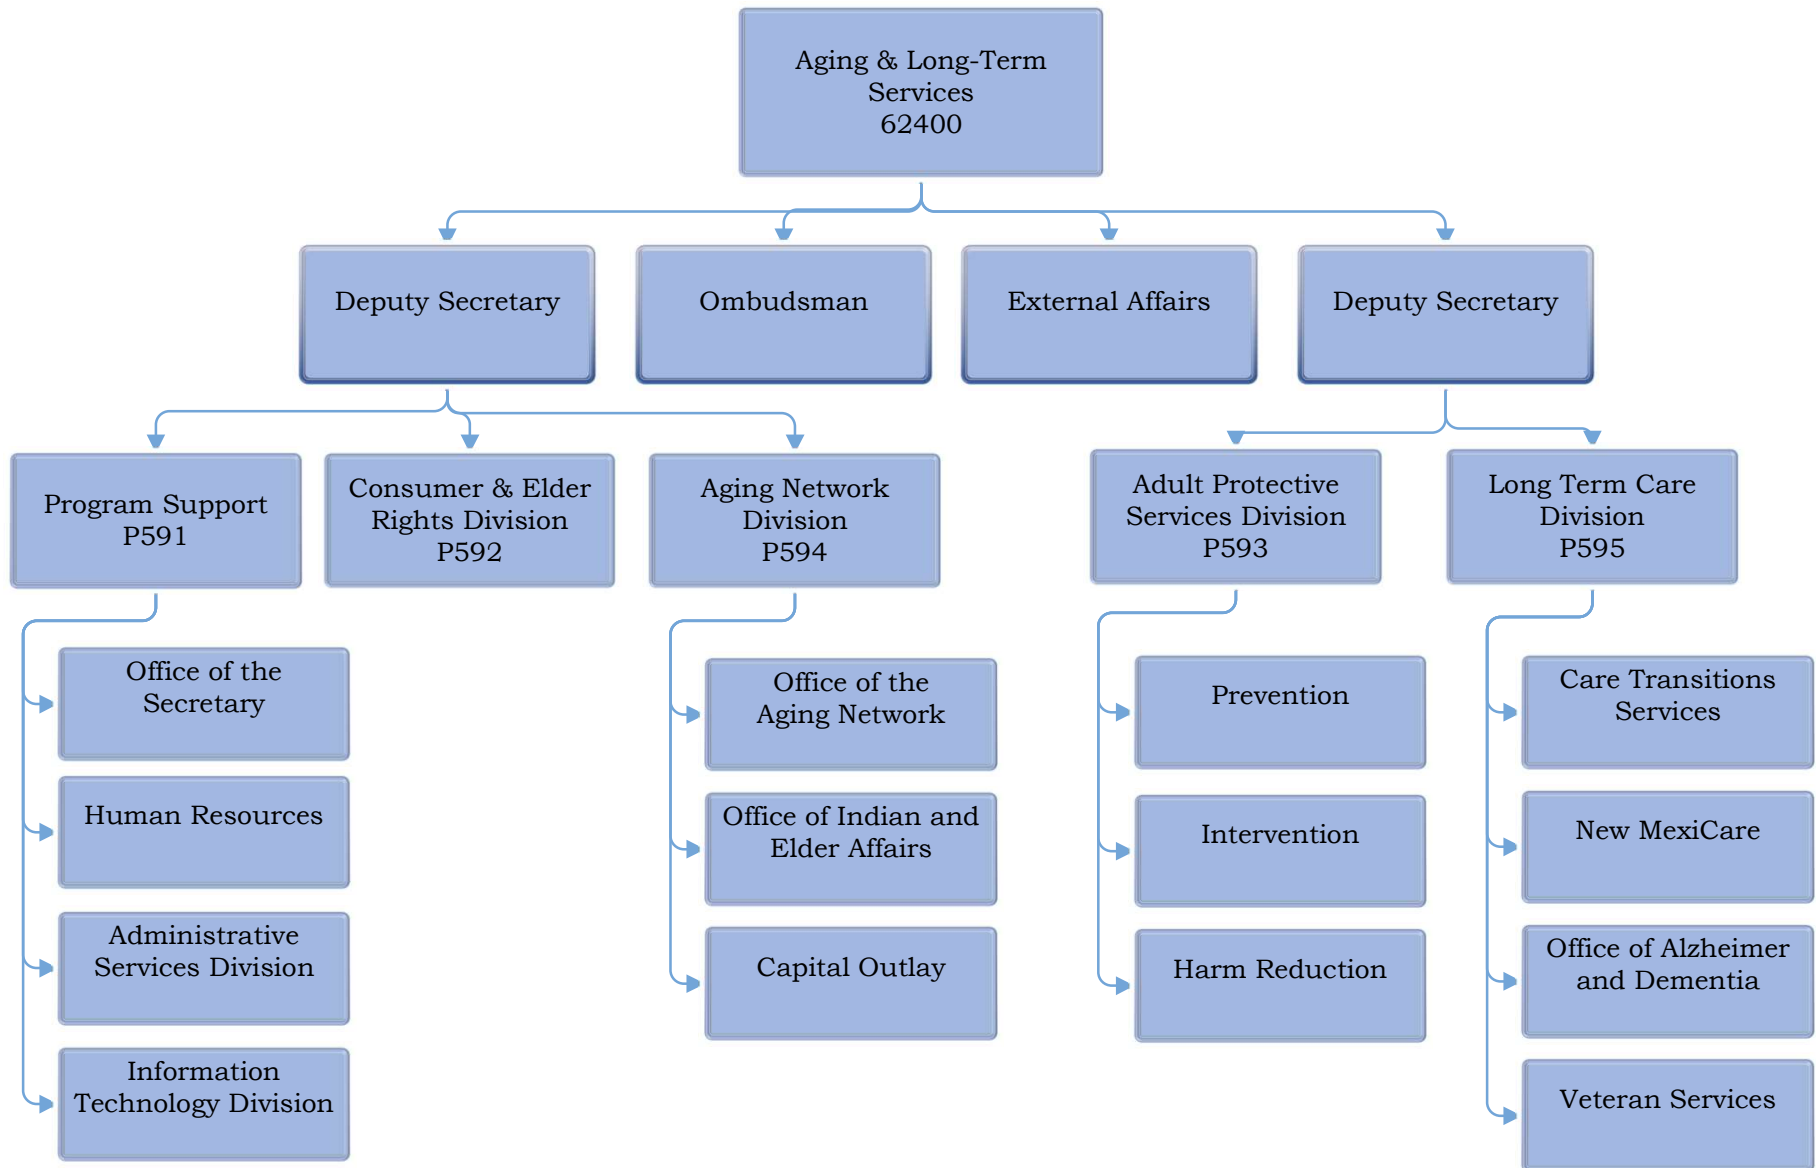 Aging & Long-Term
Services
62400
Deputy Secretary
Ombudsman
External Affairs
Deputy Secretary
Program Support
P591
Consumer & Elder
Rights Division
P592
Aging Network
Division
P594
Adult Protective
Services Division
P593
Long Term Care
Division
P595
Office of the
Secretary
Human Resources
Administrative
Services Division
Information
Technology Division
Office of the
Aging Network
Office of Indian and
Elder Affairs
Capital Outlay
Prevention
Intervention
Harm Reduction
Care Transitions
Services
New MexiCare
Office of Alzheimer
and Dementia
Veteran Services